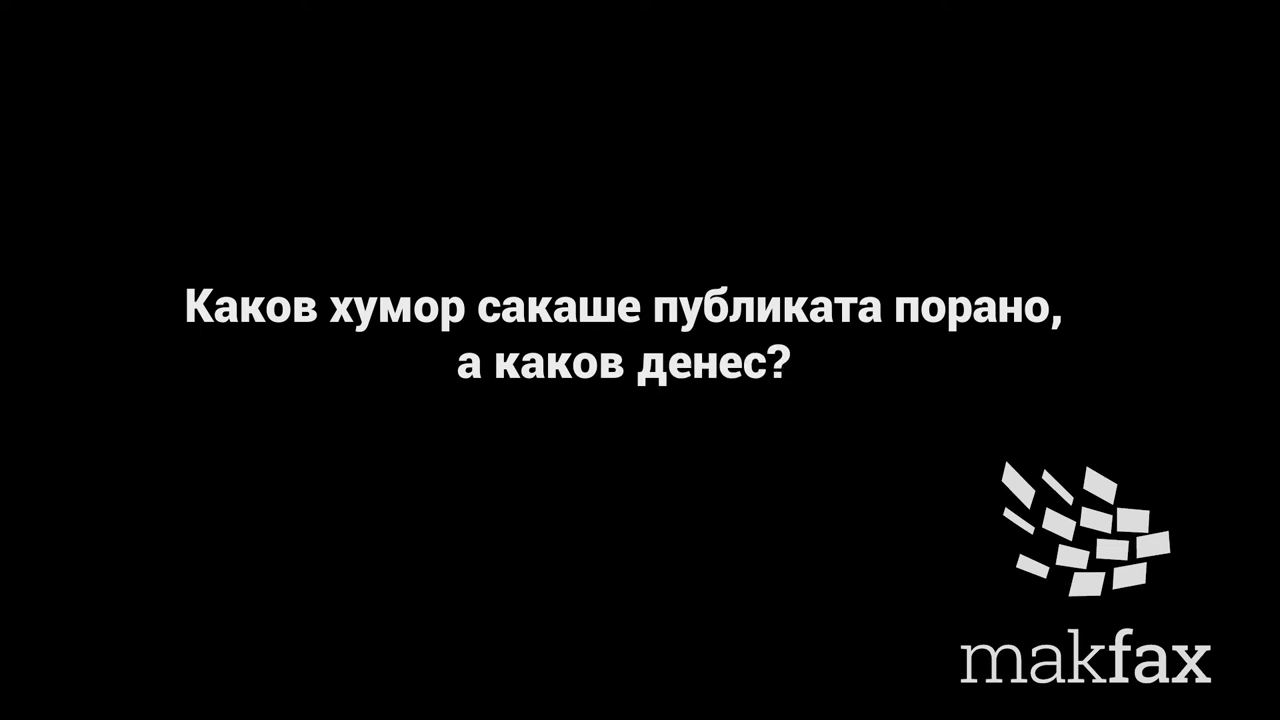 Каков хумор сакаше публиката порано,
а каков денес?
makfax